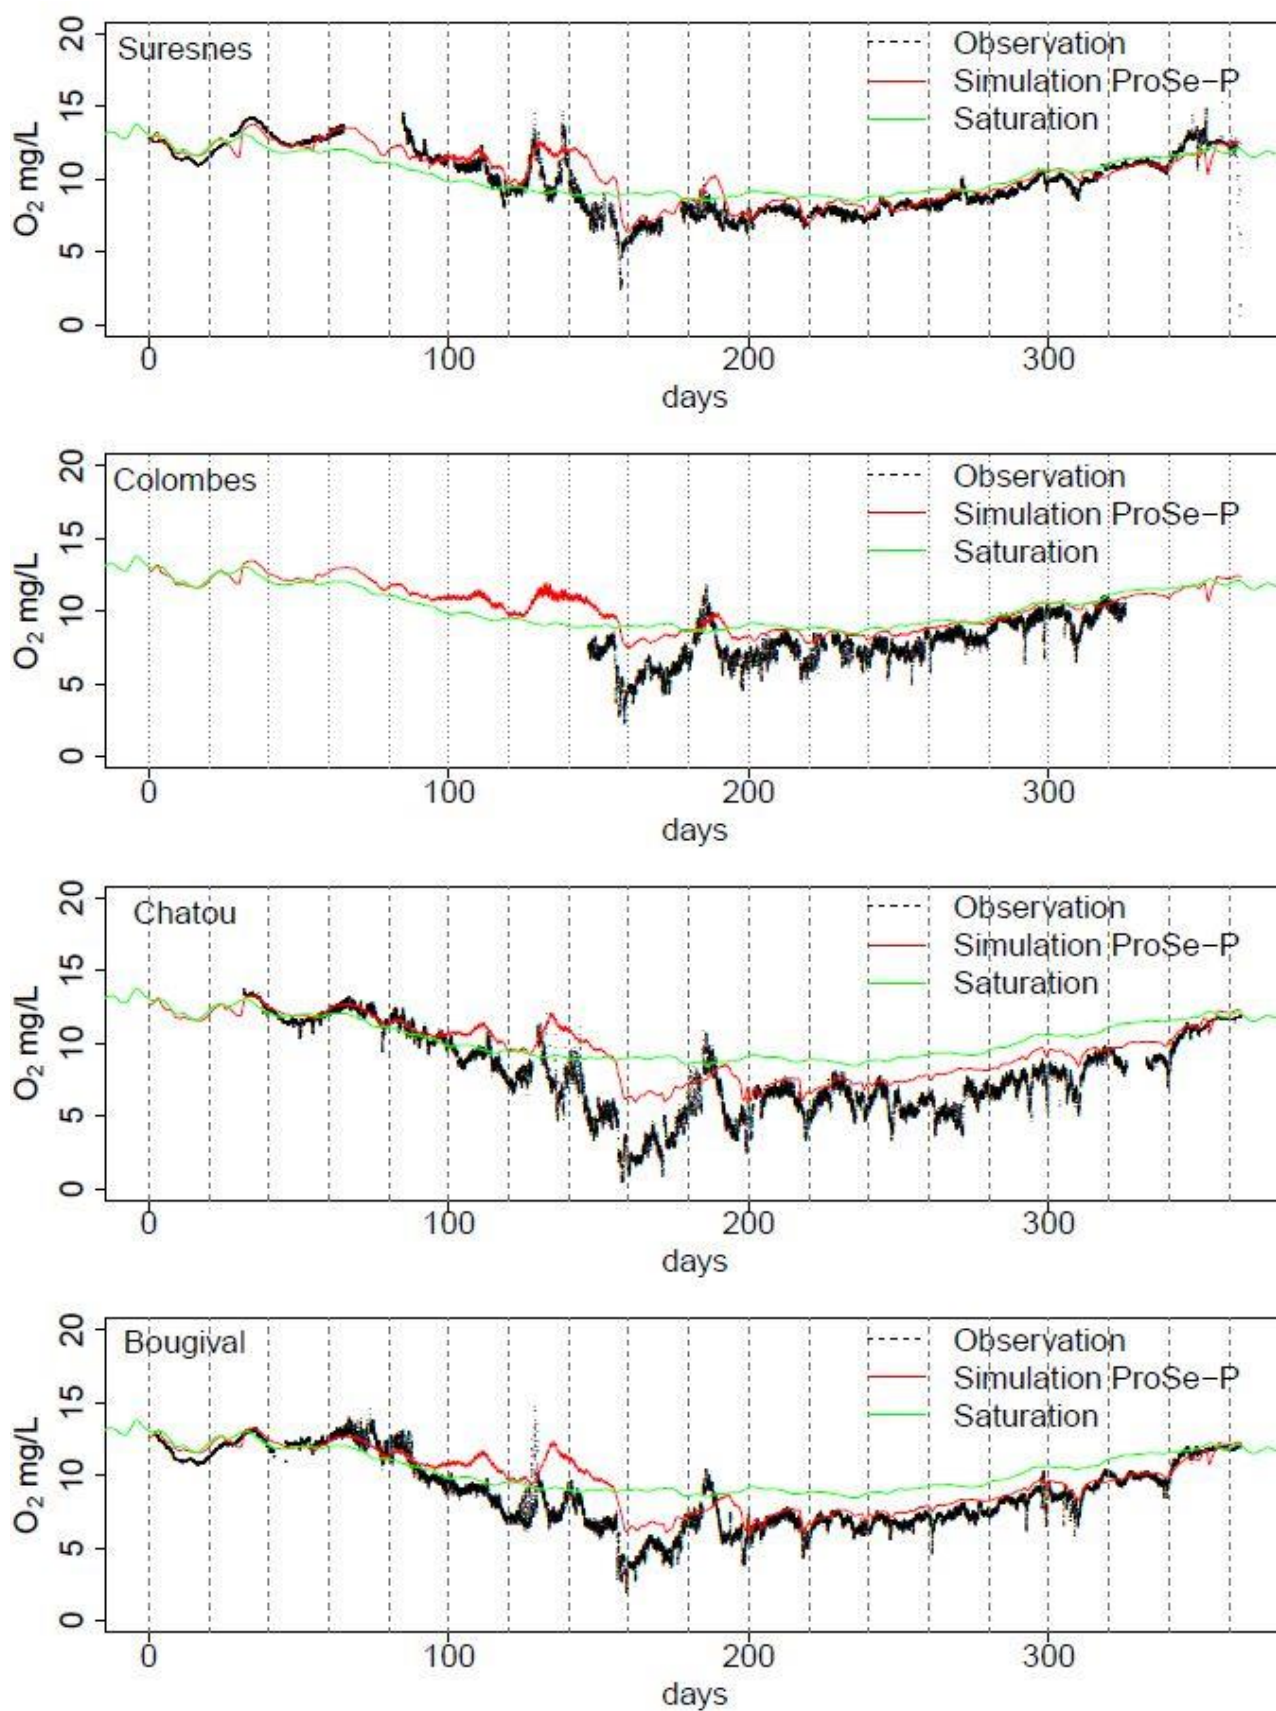 Suresnes
Observation
Simulation ProSe-P
Saturation
O₂ mg/L
0 5 10 15 20
0 100 200 300
days
Colombes
Observation
Simulation ProSe-P
Saturation
O₂ mg/L
0 5 10 15 20
0 100 200 300
days
Chatou
Observation
Simulation ProSe-P
Saturation
O₂ mg/L
0 5 10 15 20
0 100 200 300
days
Bougival
Observation
Simulation ProSe-P
Saturation
O₂ mg/L
0 5 10 15 20
0 100 200 300
days